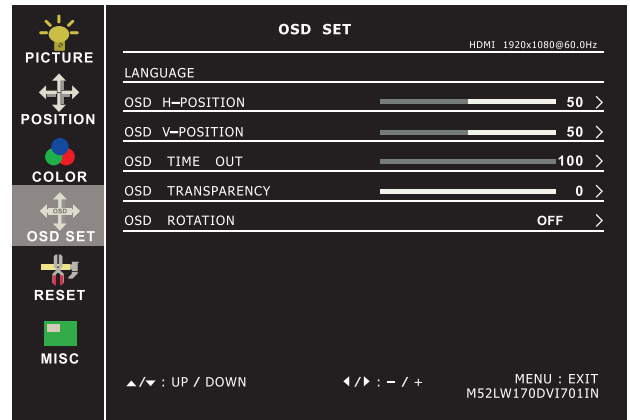 PICTURE
POSITION
COLOR
OSD
OSD SET
RESET
MISC
OSD SET
HDMI 1920x1080@60.0Hz
LANGUAGE
OSD H-POSITION 50 >
OSD V-POSITION 50 >
OSD TIME OUT 100 >
OSD TRANSPARENCY 0 >
OSD ROTATION OFF >
▲/▼ : UP / DOWN ◀/▶ : - / + MENU : EXIT
M52LW170DVI701IN